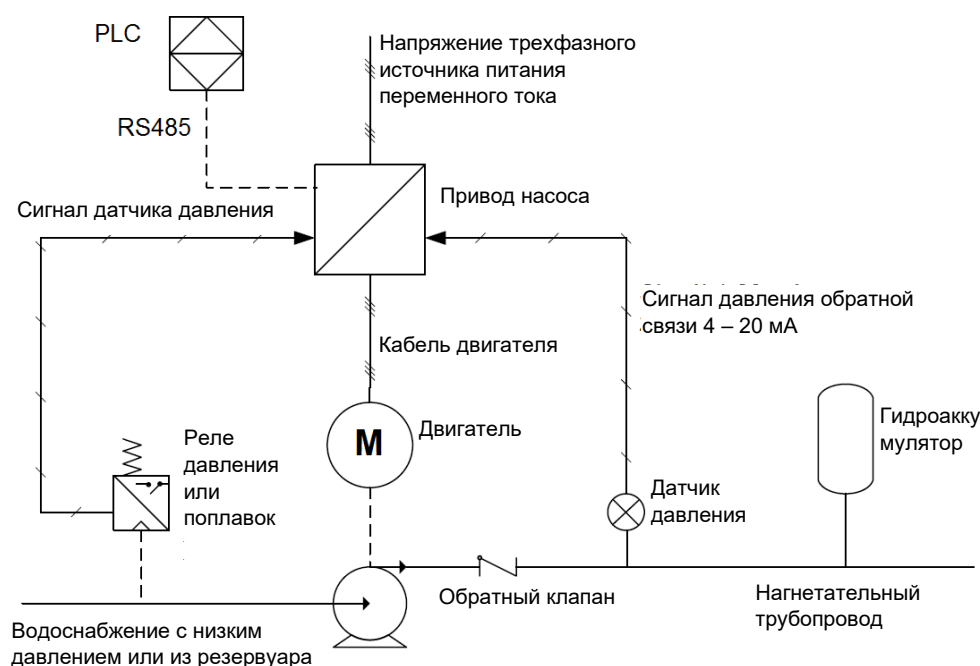 PLC
Напряжение трехфазного
источника питания
переменного тока
RS485
Привод насоса
Сигнал датчика давления
Сигнал давления обратной
связи 4 – 20 мА
Кабель двигателя
Гидроакку
мулятор
M
Двигатель
Реле
давления
или
поплавок
Датчик
давления
Обратный клапан
Нагнетательный
трубопровод
Водоснабжение с низким
давлением или из резервуара